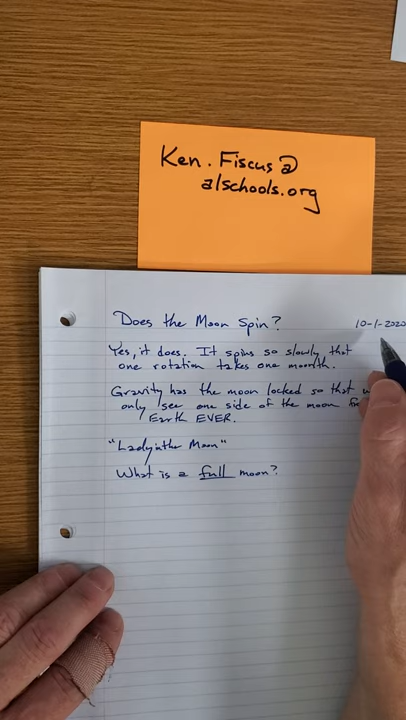 Ken.Fiscus@
alschools.org
Does the Moon Spin?
10-1-2020
Yes, it does. It spins so slowly that
one rotation takes one moonth.
Gravity has the moon locked so that
only see one side of the moon
Earth EVER.
"Lady in the Moon"
What is a full moon?